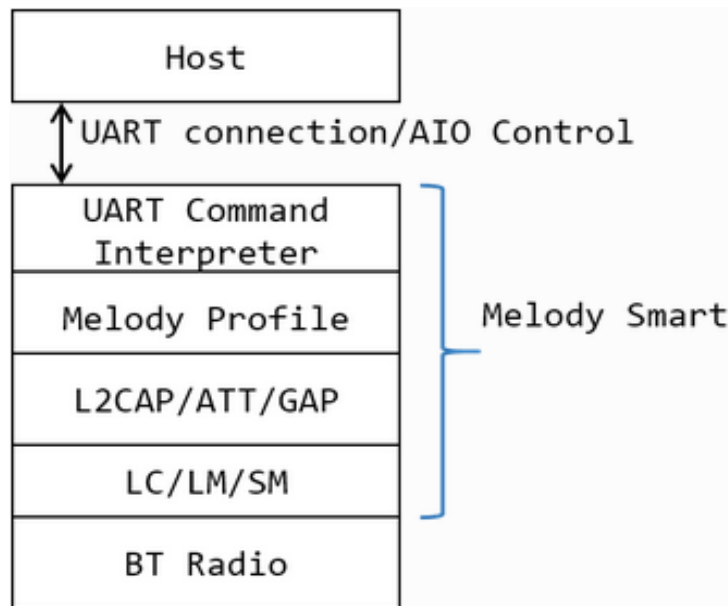 Host
UART connection/AIO Control
UART Command
Interpreter
Melody Profile
Melody Smart
L2CAP/ATT/GAP
LC/LM/SM
BT Radio